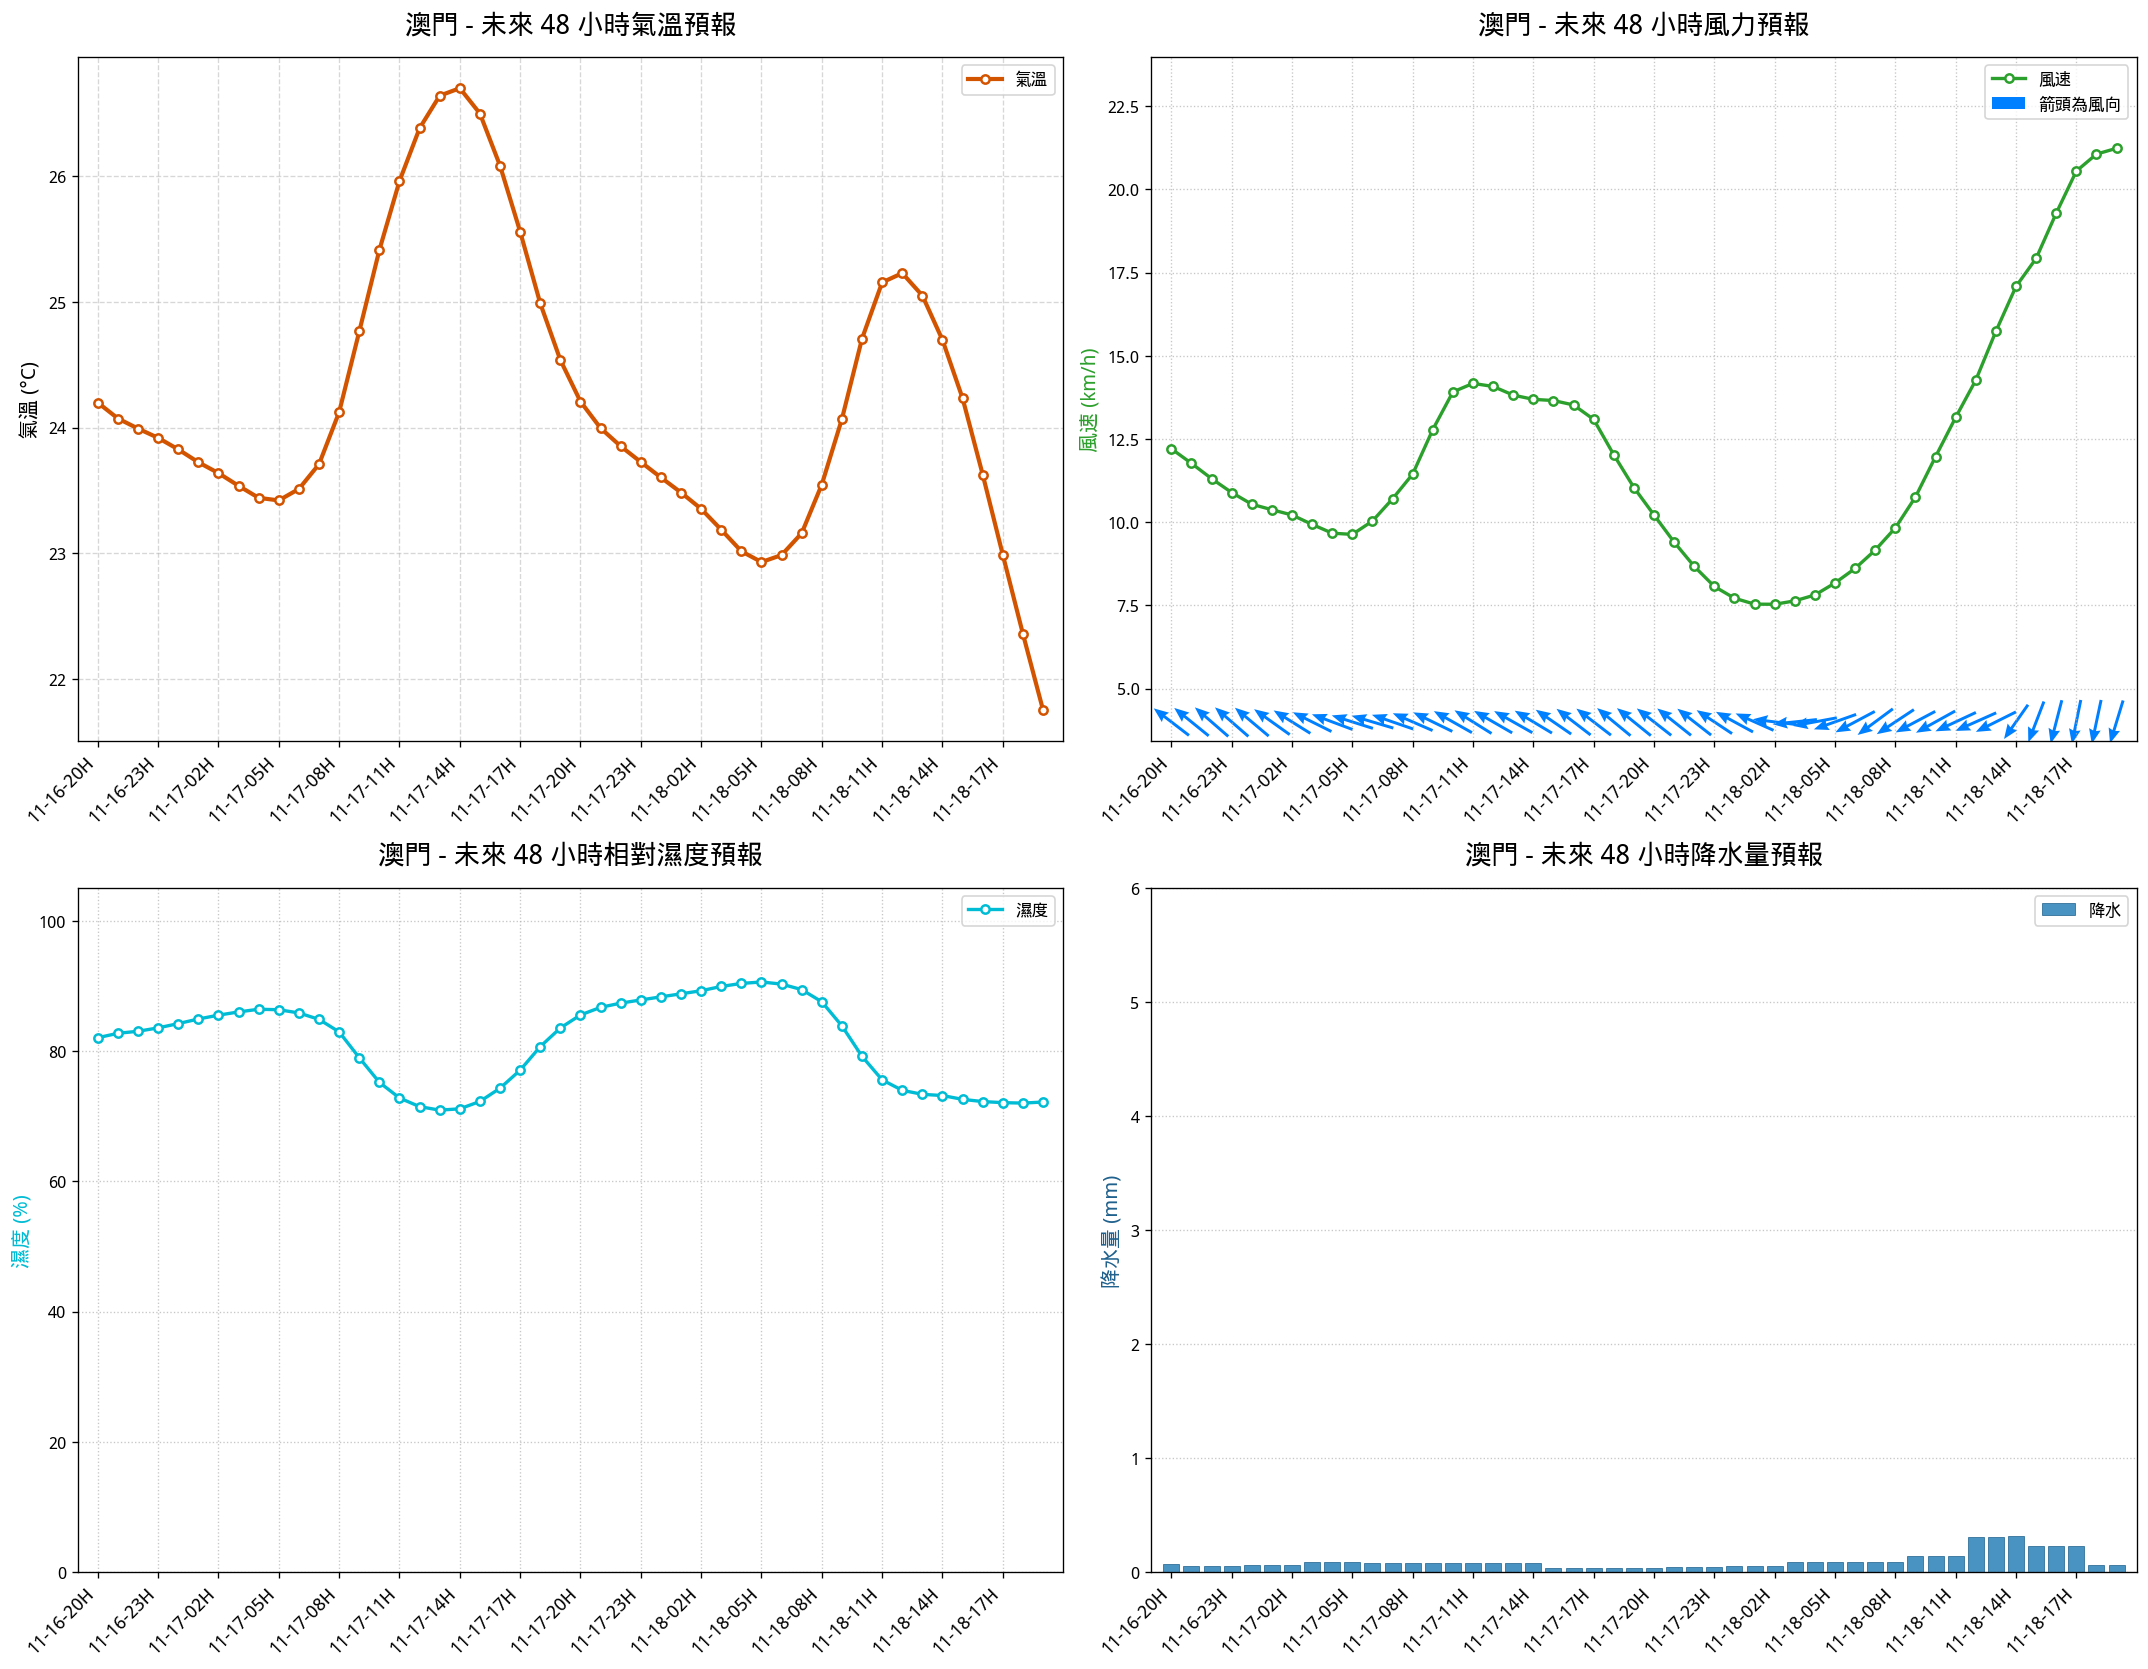 澳門 - 未來 48 小時氣溫預報
氣溫
氣溫 (°C)
26
25
24
23
22
11-16-20H
11-16-23H
11-17-02H
11-17-05H
11-17-08H
11-17-11H
11-17-14H
11-17-17H
11-17-20H
11-17-23H
11-18-02H
11-18-05H
11-18-08H
11-18-11H
11-18-14H
11-18-17H
澳門 - 未來 48 小時風力預報
風速
箭頭為風向
風速 (km/h)
22.5
20.0
17.5
15.0
12.5
10.0
7.5
5.0
11-16-20H
11-16-23H
11-17-02H
11-17-05H
11-17-08H
11-17-11H
11-17-14H
11-17-17H
11-17-20H
11-17-23H
11-18-02H
11-18-05H
11-18-08H
11-18-11H
11-18-14H
11-18-17H
澳門 - 未來 48 小時相對濕度預報
濕度
濕度 (%)
100
80
60
40
20
0
11-16-20H
11-16-23H
11-17-02H
11-17-05H
11-17-08H
11-17-11H
11-17-14H
11-17-17H
11-17-20H
11-17-23H
11-18-02H
11-18-05H
11-18-08H
11-18-11H
11-18-14H
11-18-17H
澳門 - 未來 48 小時降水量預報
降水
降水量 (mm)
6
5
4
3
2
1
0
11-16-20H
11-16-23H
11-17-02H
11-17-05H
11-17-08H
11-17-11H
11-17-14H
11-17-17H
11-17-20H
11-17-23H
11-18-02H
11-18-05H
11-18-08H
11-18-11H
11-18-14H
11-18-17H